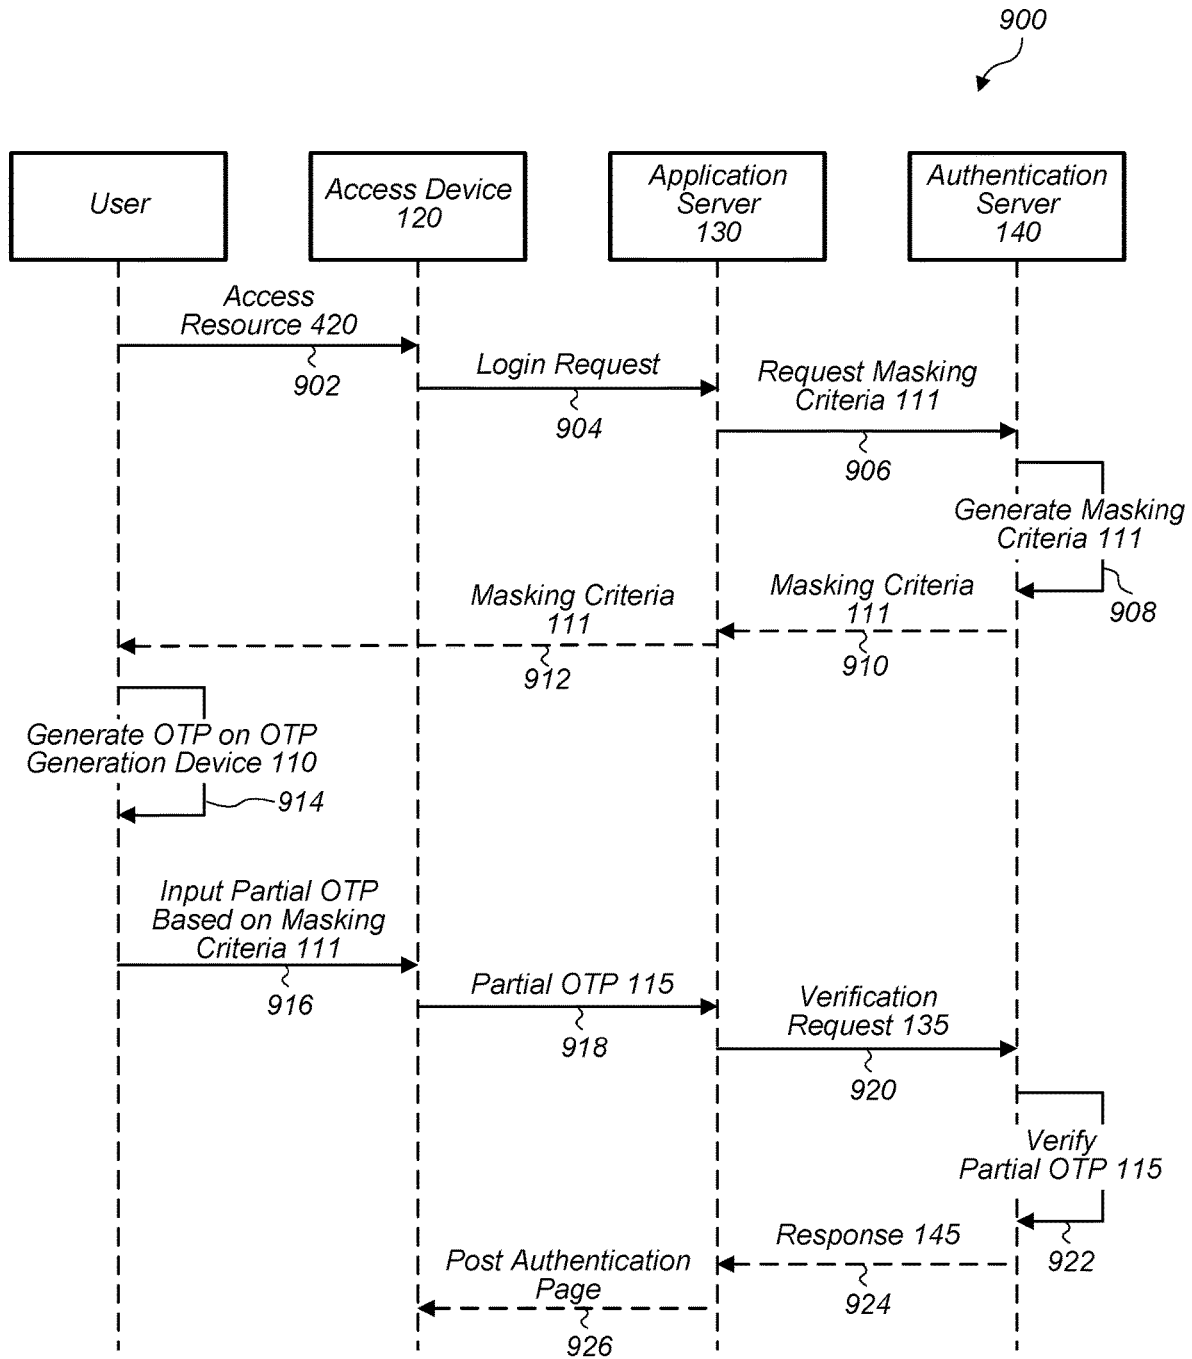 900
User
Access Device
120
Application
Server
130
Authentication
Server
140
Access
Resource 420
902
Login Request
904
Request Masking
Criteria 111
906
Generate Masking
Criteria 111
908
Masking Criteria
111
910
Masking Criteria
111
912
Generate OTP on OTP
Generation Device 110
914
Input Partial OTP
Based on Masking
Criteria 111
916
Partial OTP 115
918
Verification
Request 135
920
Verify
Partial OTP 115
922
Response 145
924
Post Authentication
Page
926